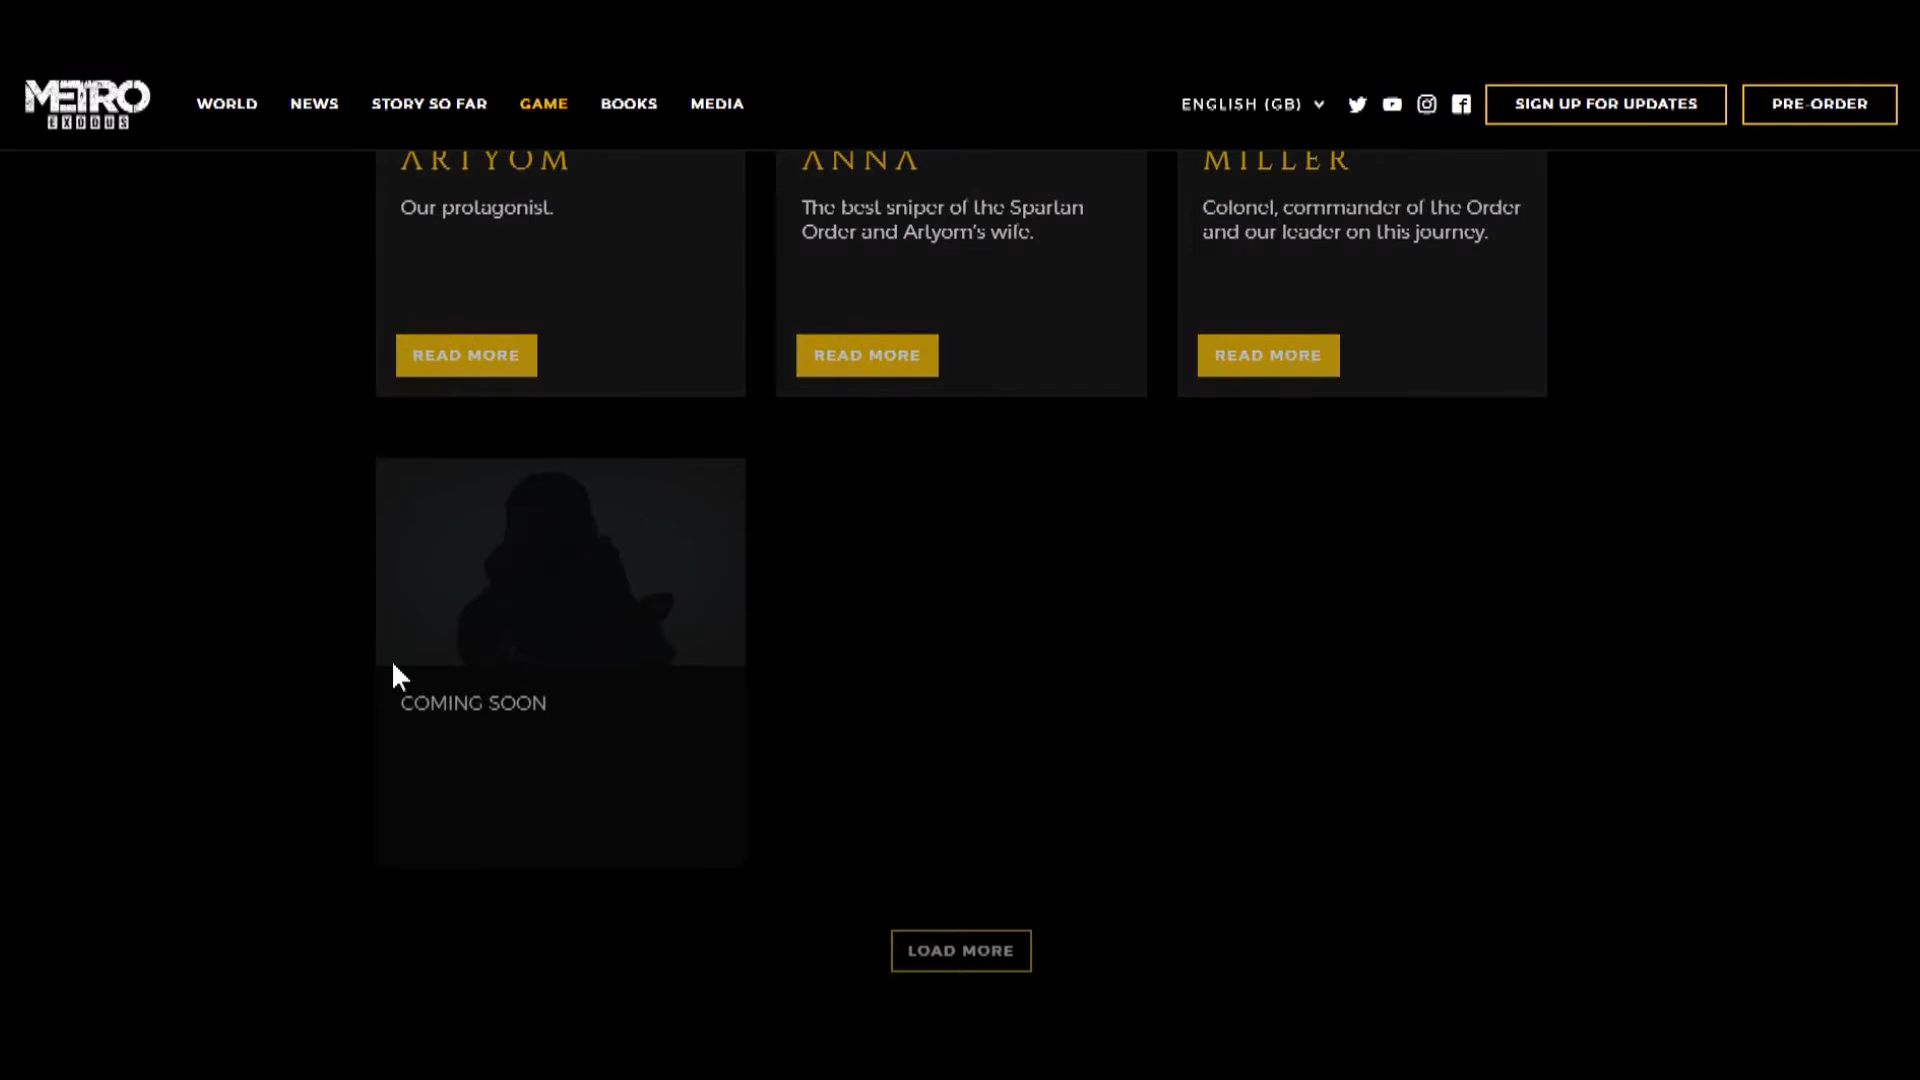 METRO
EXODUS
WORLD NEWS STORY SO FAR GAME BOOKS MEDIA
ENGLISH (GB)
SIGN UP FOR UPDATES
PRE-ORDER
ARTYOM
Our protagonist.
READ MORE
ANNA
The best sniper of the Spartan
Order and Artyom's wife.
READ MORE
MILLER
Colonel, commander of the Order
and our leader on this journey.
READ MORE
COMING SOON
LOAD MORE